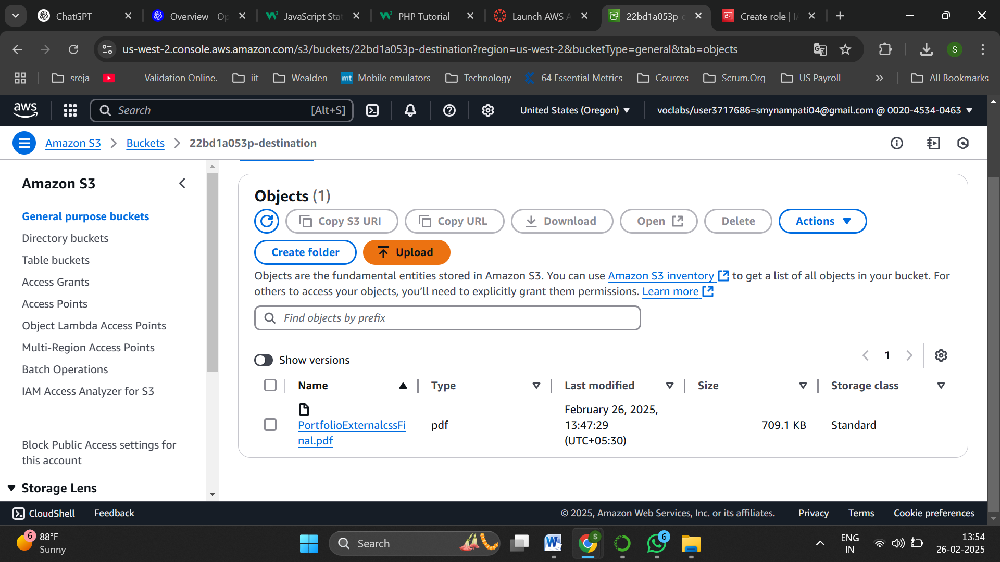 ChatGPT
Overview - Op
JavaScript Stat
PHP Tutorial
Launch AWS A
22bd1a053p-d
Create role | IA
us-west-2.console.aws.amazon.com/s3/buckets/22bd1a053p-destination?region=us-west-2&bucketType=general&tab=objects
S
sreja
Validation Online.
iit
Wealden
mt Mobile emulators
Technology
64 Essential Metrics
Cources
Scrum.Org
US Payroll
All Bookmarks
aws
Search [Alt+S]
United States (Oregon)
voclabs/user3717686=smynampati04@gmail.com @ 0020-4534-0463
Amazon S3
Buckets
22bd1a053p-destination
Amazon S3
General purpose buckets
Directory buckets
Table buckets
Access Grants
Access Points
Object Lambda Access Points
Multi-Region Access Points
Batch Operations
IAM Access Analyzer for S3
Block Public Access settings for
this account
Storage Lens
Objects (1)
Copy S3 URI
Copy URL
Download
Open
Delete
Actions
Create folder
Upload
Objects are the fundamental entities stored in Amazon S3. You can use Amazon S3 inventory to get a list of all objects in your bucket. For
others to access your objects, you’ll need to explicitly grant them permissions. Learn more
Find objects by prefix
Show versions
1
Name Type Last modified Size Storage class
PortfolioExternalcssFi
nal.pdf
pdf
February 26, 2025,
13:47:29
(UTC+05:30)
709.1 KB
Standard
CloudShell
Feedback
© 2025, Amazon Web Services, Inc. or its affiliates.
Privacy
Terms
Cookie preferences
6
88°F
Sunny
Search
W
S
6
ENG
IN
13:54
26-02-2025